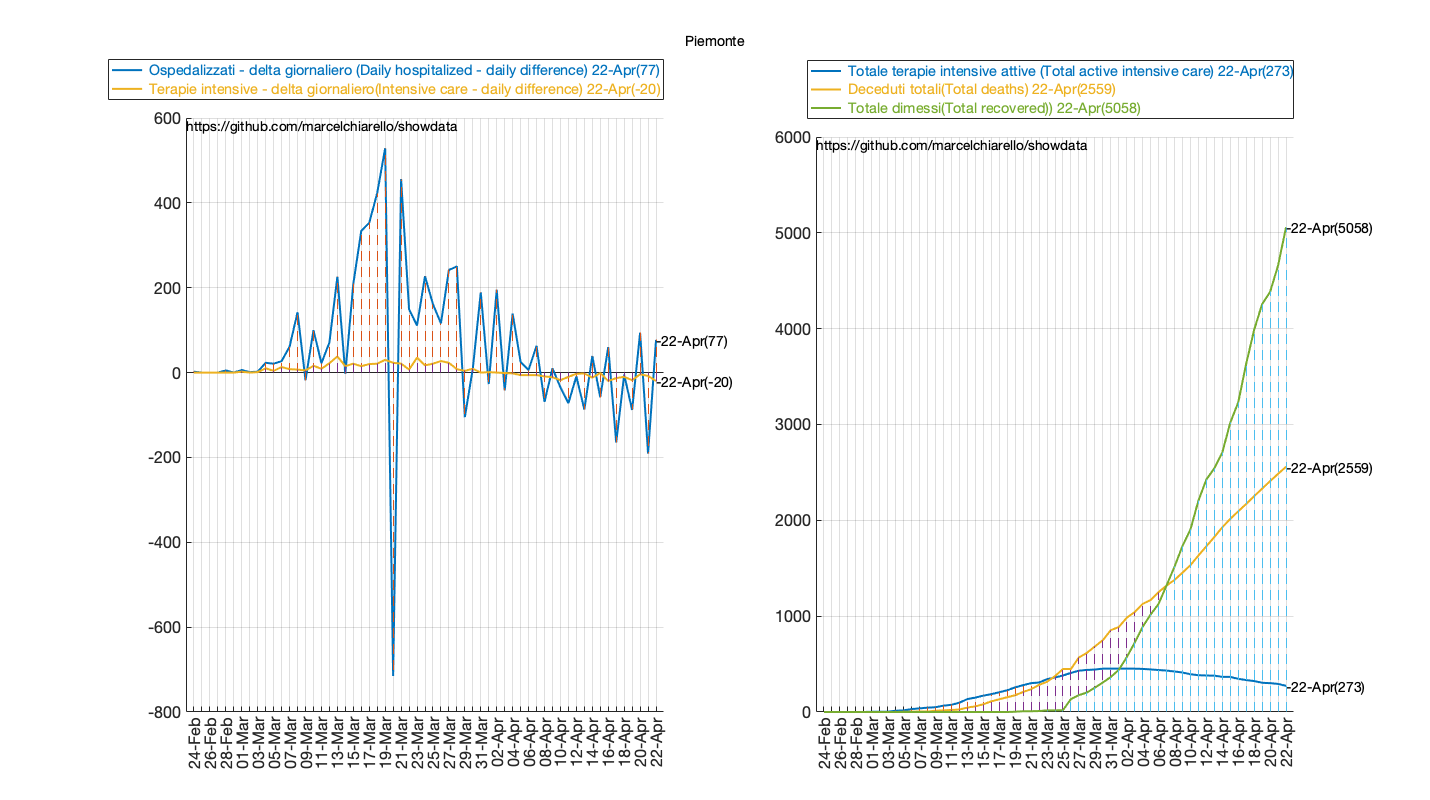 Piemonte
Ospedalizzati - delta giornaliero (Daily hospitalized - daily difference) 22-Apr(77)
Terapie intensive - delta giornaliero(Intensive care - daily difference) 22-Apr(-20)
https://github.com/marcelchiarello/showdata
600
400
200
0
-200
-400
-600
-800
-22-Apr(77)
-22-Apr(-20)
24-Feb
26-Feb
28-Feb
01-Mar
03-Mar
05-Mar
07-Mar
09-Mar
11-Mar
13-Mar
15-Mar
17-Mar
19-Mar
21-Mar
23-Mar
25-Mar
27-Mar
29-Mar
31-Mar
02-Apr
04-Apr
06-Apr
08-Apr
10-Apr
12-Apr
14-Apr
16-Apr
18-Apr
20-Apr
22-Apr
Totale terapie intensive attive (Total active intensive care) 22-Apr(273)
Deceduti totali(Total deaths) 22-Apr(2559)
Totale dimessi(Total recovered)) 22-Apr(5058)
https://github.com/marcelchiarello/showdata
6000
5000
4000
3000
2000
1000
0
-22-Apr(5058)
-22-Apr(2559)
-22-Apr(273)
24-Feb
26-Feb
28-Feb
01-Mar
03-Mar
05-Mar
07-Mar
09-Mar
11-Mar
13-Mar
15-Mar
17-Mar
19-Mar
21-Mar
23-Mar
25-Mar
27-Mar
29-Mar
31-Mar
02-Apr
04-Apr
06-Apr
08-Apr
10-Apr
12-Apr
14-Apr
16-Apr
18-Apr
20-Apr
22-Apr